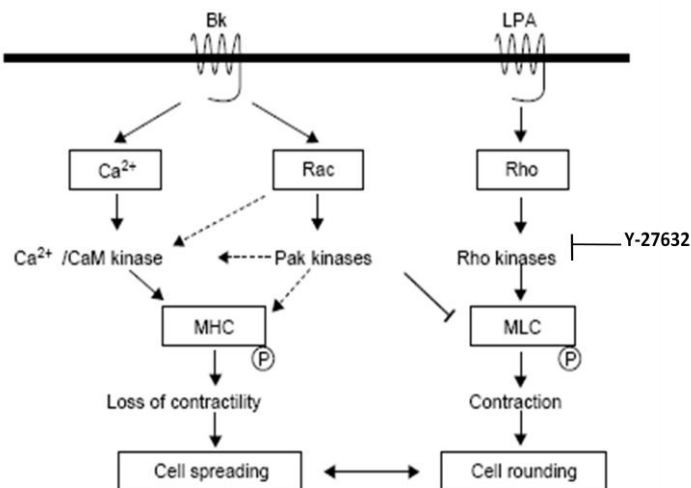 Bk
LPA
Ca²⁺
Rac
Rho
Ca²⁺ /CaM kinase
Pak kinases
Rho kinases
Y-27632
MHC
P
MLC
P
Loss of contractility
Contraction
Cell spreading
Cell rounding